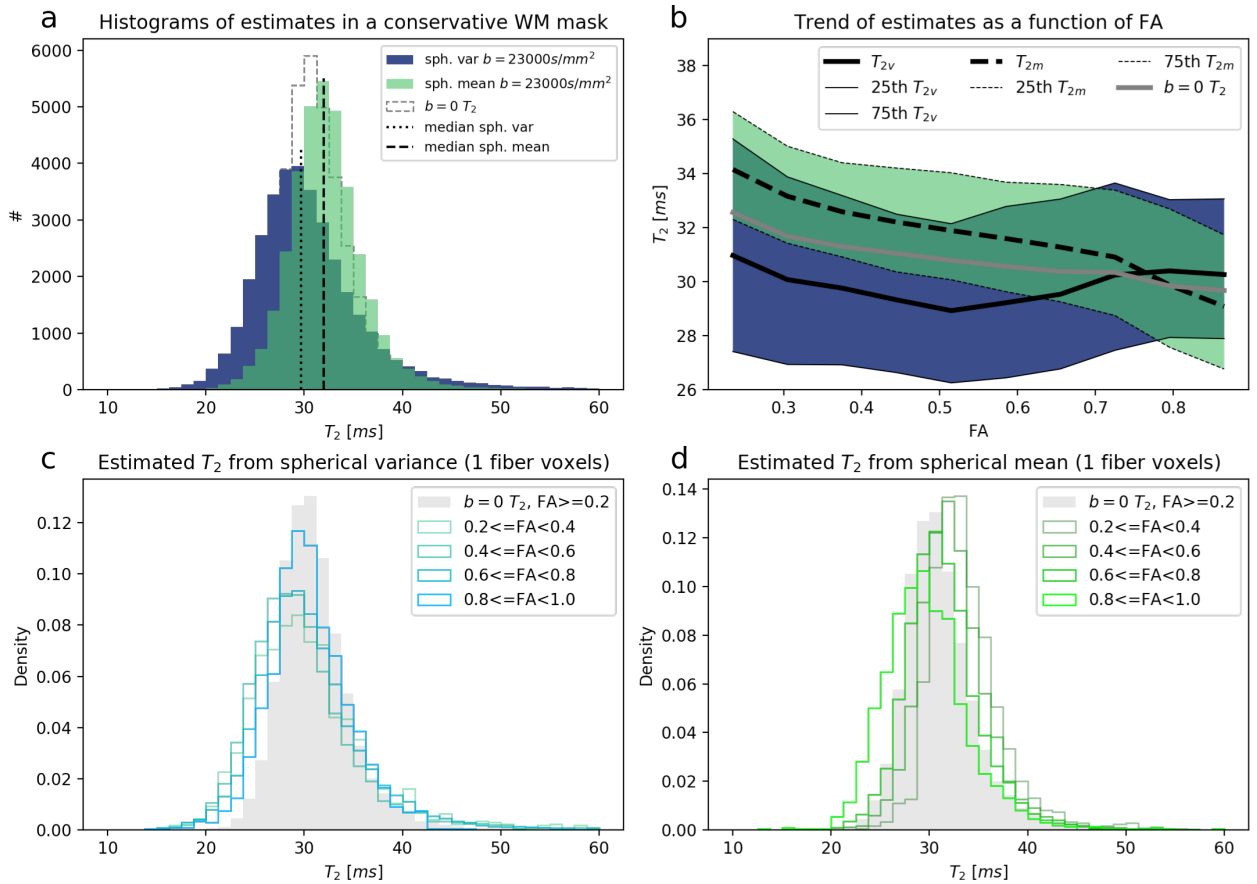 a
Histograms of estimates in a conservative WM mask
6000
5000
4000
3000
2000
1000
0
#
10 20 30 40 50 60
T₂ [ms]
sph. var b = 23000s/mm²
sph. mean b = 23000s/mm²
b = 0 T₂
median sph. var
median sph. mean
b
Trend of estimates as a function of FA
38
36
34
32
30
28
26
T₂ [ms]
0.3 0.4 0.5 0.6 0.7 0.8
FA
T₂ᵥ
25th T₂ᵥ
75th T₂ᵥ
T₂ₘ
25th T₂ₘ
75th T₂ₘ
b = 0 T₂
c
Estimated T₂ from spherical variance (1 fiber voxels)
0.12
0.10
0.08
0.06
0.04
0.02
0.00
Density
10 20 30 40 50 60
T₂ [ms]
b = 0 T₂, FA>=0.2
0.2<=FA<0.4
0.4<=FA<0.6
0.6<=FA<0.8
0.8<=FA<1.0
d
Estimated T₂ from spherical mean (1 fiber voxels)
0.14
0.12
0.10
0.08
0.06
0.04
0.02
0.00
Density
10 20 30 40 50 60
T₂ [ms]
b = 0 T₂, FA>=0.2
0.2<=FA<0.4
0.4<=FA<0.6
0.6<=FA<0.8
0.8<=FA<1.0